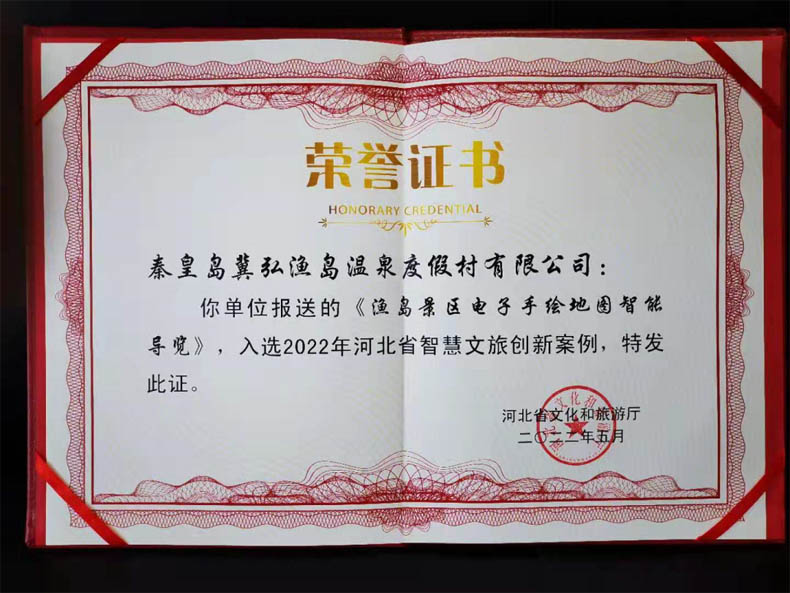 荣誉证书
HONORARY CREDENTIAL
秦皇岛冀弘渔岛温泉度假村有限公司：
你单位报送的《渔岛景区电子手绘地图智能
导览》，入选2022年河北省智慧文旅创新案例，特发
此证。
河北省文化和旅游厅
二〇二二年五月